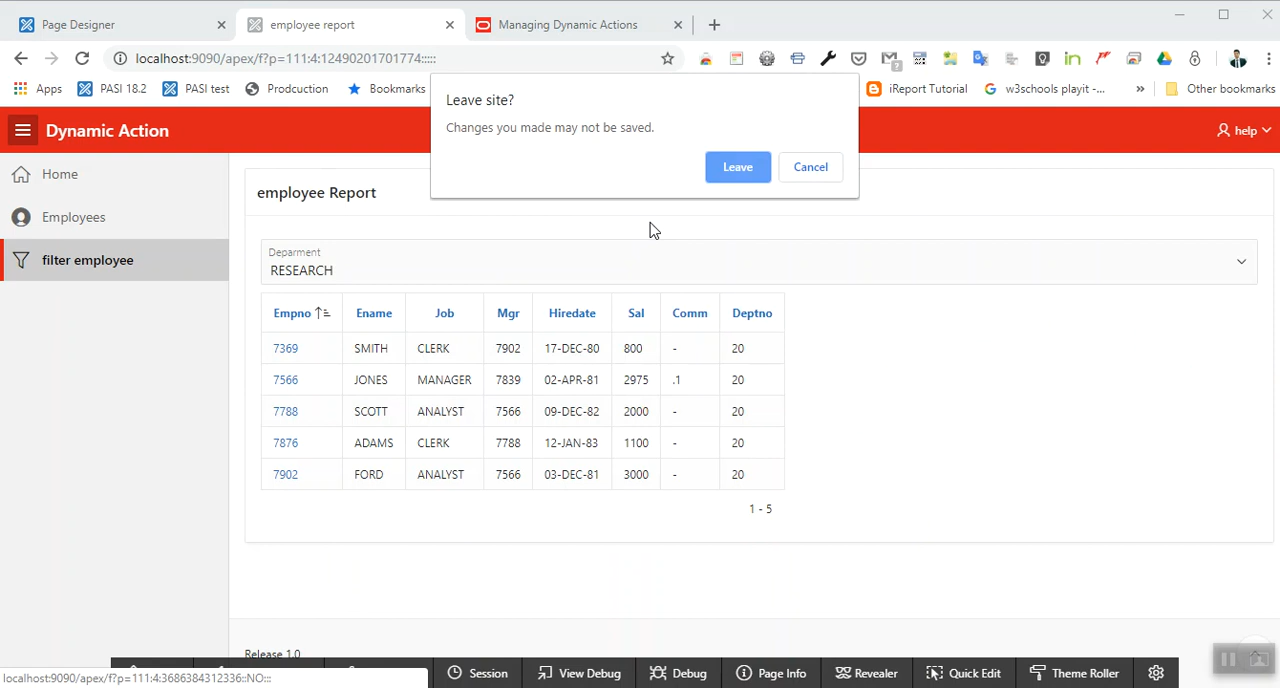 Page Designer
employee report
Managing Dynamic Actions
localhost:9090/apex/f?p=111:4:12490201701774:::::
Apps
PASI 18.2
PASI test
Prodcution
Bookmarks
iReport Tutorial
w3schools playit -...
»
Other bookmarks
Leave site?
Changes you made may not be saved.
Leave
Cancel
Dynamic Action
help
Home
Employees
filter employee
employee Report
Deparment
RESEARCH
Empno Ename Job Mgr Hiredate Sal Comm Deptno
7369 SMITH CLERK 7902 17-DEC-80 800 - 20
7566 JONES MANAGER 7839 02-APR-81 2975 .1 20
7788 SCOTT ANALYST 7566 09-DEC-82 2000 - 20
7876 ADAMS CLERK 7788 12-JAN-83 1100 - 20
7902 FORD ANALYST 7566 03-DEC-81 3000 - 20
1 - 5
Release 1.0
Session
View Debug
Debug
Page Info
Revealer
Quick Edit
Theme Roller
localhost:9090/apex/f?p=111:4:3686384312336::NO:::